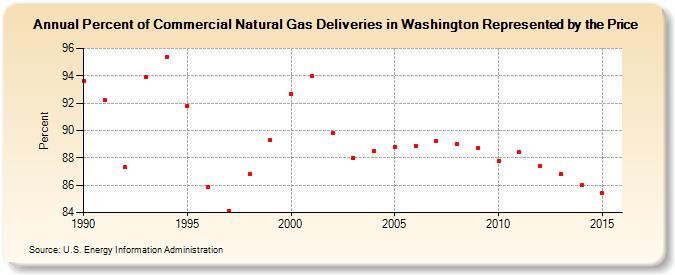 Annual Percent of Commercial Natural Gas Deliveries in Washington Represented by the Price
96
94
92
90
88
86
84
Percent
1990 1995 2000 2005 2010 2015
Source: U.S. Energy Information Administration